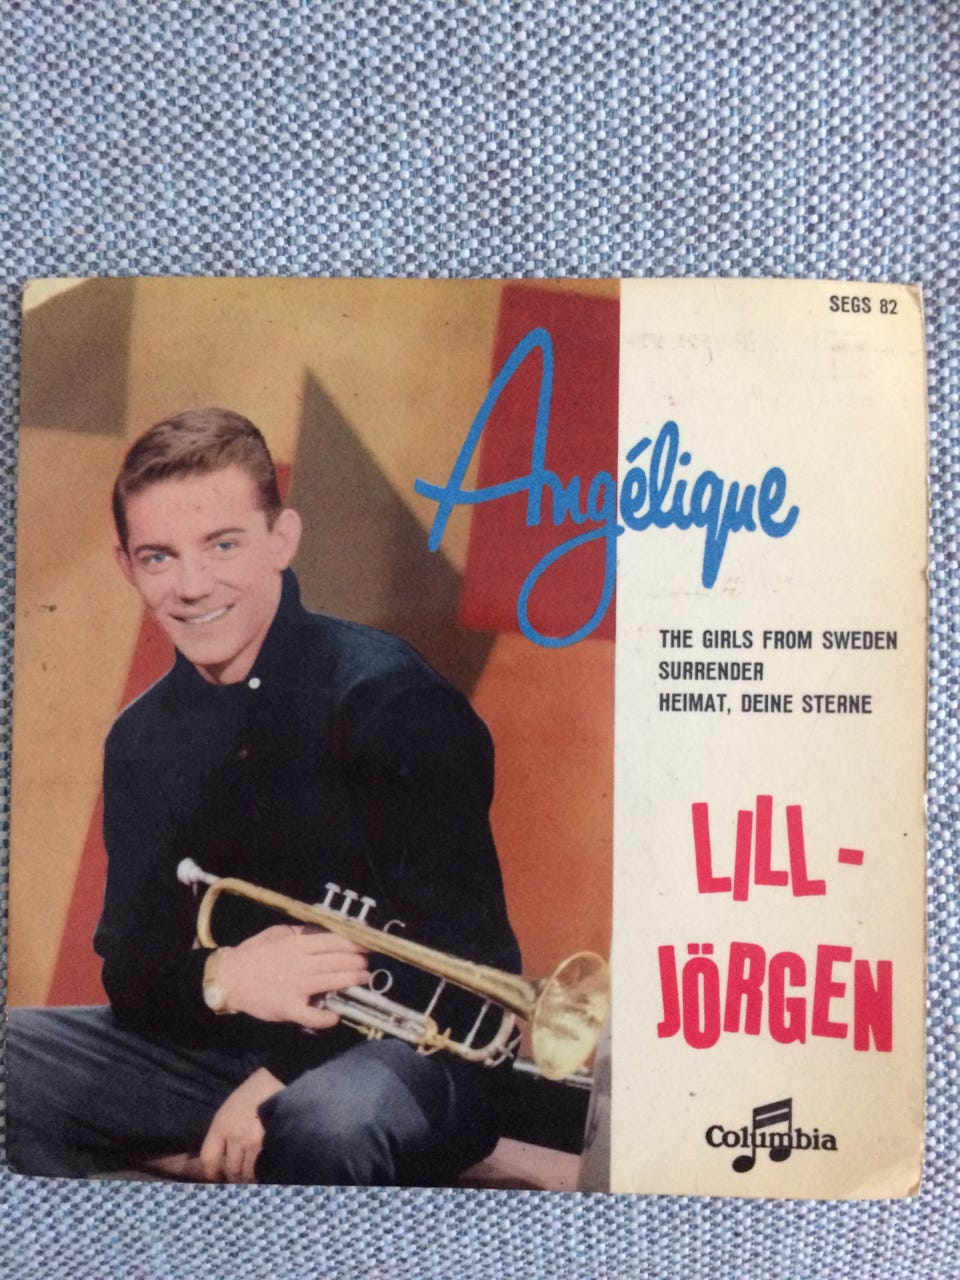 SEGS 82
Angélique
THE GIRLS FROM SWEDEN
SURRENDER
HEIMAT, DEINE STERNE
LILL-
JÖRGEN
Columbia